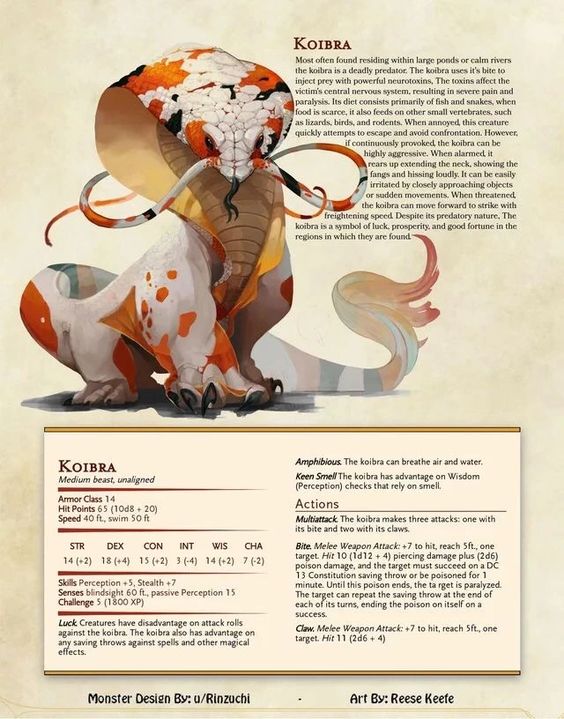 KOIBRA
Most often found residing within large ponds or calm rivers
the koibra is a deadly predator. The koibra uses it's bite to
inject prey with powerful neurotoxins, The toxins affect the
victim's central nervous system, resulting in severe pain and
paralysis. Its diet consists primarily of fish and snakes, when
food is scarce, it also feeds on other small vertebrates, such
as lizards, birds, and rodents. When annoyed, this creature
quickly attempts to escape and avoid confrontation. However,
if continuously provoked, the koibra can be
highly aggressive. When alarmed, it
rears up extending the neck, showing the
fangs and hissing loudly. It can be easily
irritated by closely approaching objects
or sudden movements. When threatened,
the koibra can move forward to strike with
freightening speed. Despite its predatory nature, The
koibra is a symbol of luck, prosperity, and good fortune in the
regions in which they are found.
KOIBRA
Medium beast, unaligned
Armor Class 14
Hit Points 65 (10d8 + 20)
Speed 40 ft., swim 50 ft
STR DEX CON INT WIS CHA
14 (+2) 18 (+4) 15 (+2) 3 (-4) 14 (+2) 7 (-2)
Skills Perception +5, Stealth +7
Senses blindsight 60 ft., passive Perception 15
Challenge 5 (1800 XP)
Luck. Creatures have disadvantage on attack rolls
against the koibra. The koibra also has advantage on
any saving throws against spells and other magical
effects.
Amphibious. The koibra can breathe air and water.
Keen Smell The koibra has advantage on Wisdom
(Perception) checks that rely on smell.
Actions
Multiattack. The koibra makes three attacks: one with
its bite and two with its claws.
Bite. Melee Weapon Attack: +7 to hit, reach 5ft., one
target. Hit 10 (1d12 + 4) piercing damage plus (2d6)
poison damage, and the target must succeed on a DC
13 Constitution saving throw or be poisoned for 1
minute. Until this poison ends, the ta rget is paralyzed.
The target can repeat the saving throw at the end of
each of its turns, ending the poison on itself on a
success.
Claw. Melee Weapon Attack: +7 to hit, reach 5ft., one
target. Hit 11 (2d6 + 4)
Monster Design By: u/Rinzuchi - Art By: Reese Keefe